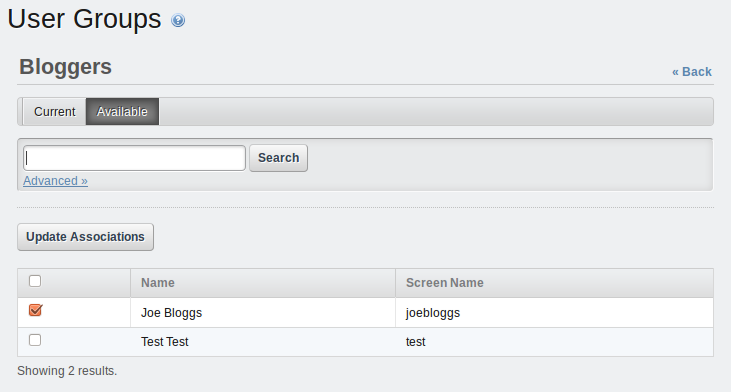 User Groups ?
Bloggers
« Back
Current Available
Search
Advanced »
Update Associations
Name Screen Name
Joe Bloggs joebloggs
Test Test test
Showing 2 results.